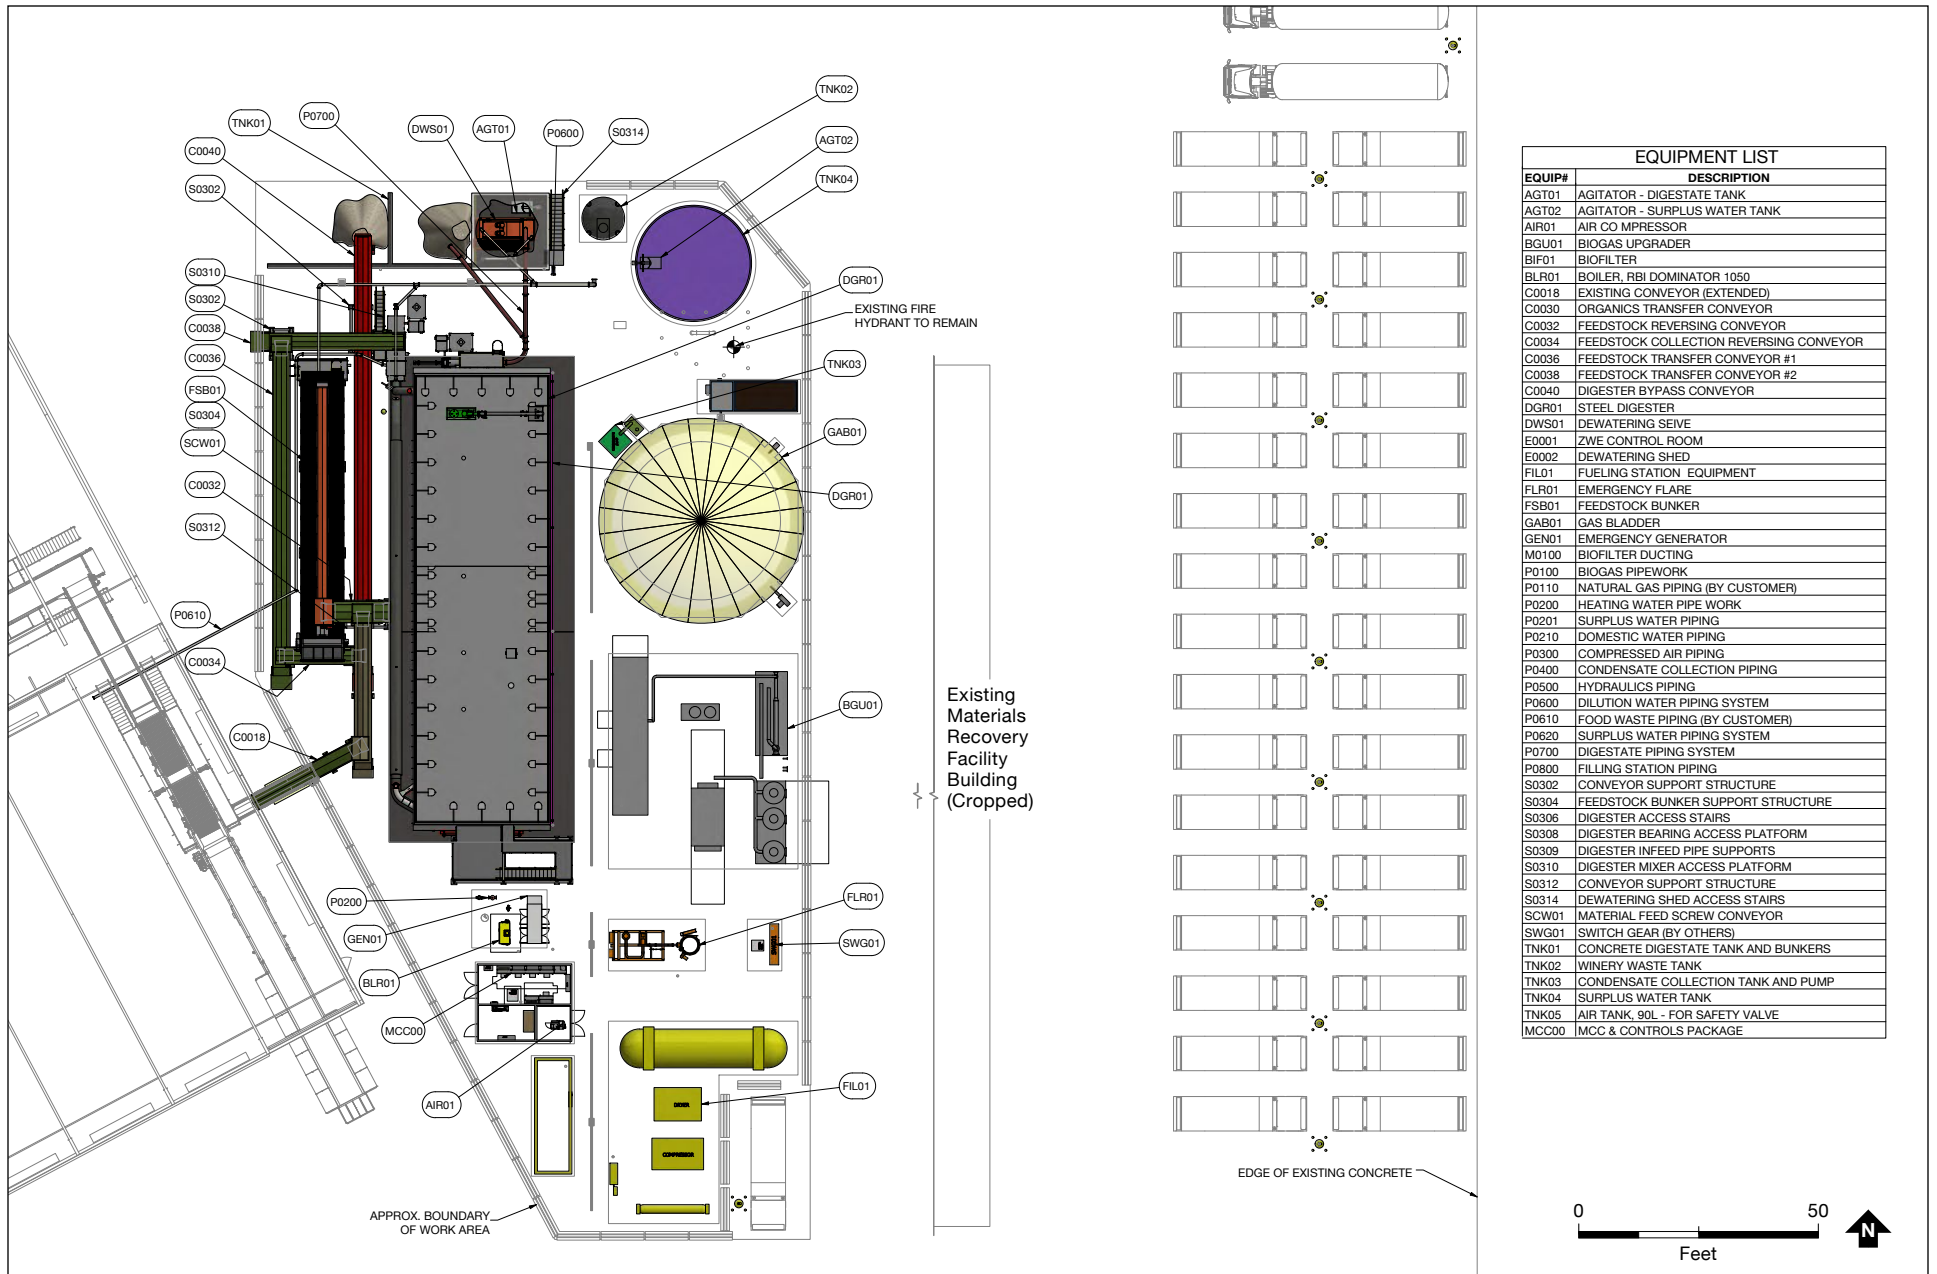 TNK02
P0700
TNK01
DWS01
AGT01
P0600
S0314
AGT02
C0040
TNK04
S0302
S0310
DGR01
S0302
EXISTING FIRE
HYDRANT TO REMAIN
C0038
C0036
TNK03
FSB01
S0304
GAB01
SCW01
C0032
DGR01
S0312
P0610
C0034
BGU01
C0018
Existing
Materials
Recovery
Facility
Building
(Cropped)
P0200
FLR01
GEN01
SWG01
BLR01
MCC00
AIR01
FIL01
COMPRESSOR
APPROX. BOUNDARY
OF WORK AREA
EDGE OF EXISTING CONCRETE
EQUIPMENT LIST
EQUIP# DESCRIPTION
AGT01 AGITATOR - DIGESTATE TANK
AGT02 AGITATOR - SURPLUS WATER TANK
AIR01 AIR CO MPRESSOR
BGU01 BIOGAS UPGRADER
BIF01 BIOFILTER
BLR01 BOILER, RBI DOMINATOR 1050
C0018 EXISTING CONVEYOR (EXTENDED)
C0030 ORGANICS TRANSFER CONVEYOR
C0032 FEEDSTOCK REVERSING CONVEYOR
C0034 FEEDSTOCK COLLECTION REVERSING CONVEYOR
C0036 FEEDSTOCK TRANSFER CONVEYOR #1
C0038 FEEDSTOCK TRANSFER CONVEYOR #2
C0040 DIGESTER BYPASS CONVEYOR
DGR01 STEEL DIGESTER
DWS01 DEWATERING SEIVE
E0001 ZWE CONTROL ROOM
E0002 DEWATERING SHED
FIL01 FUELING STATION EQUIPMENT
FLR01 EMERGENCY FLARE
FSB01 FEEDSTOCK BUNKER
GAB01 GAS BLADDER
GEN01 EMERGENCY GENERATOR
M0100 BIOFILTER DUCTING
P0100 BIOGAS PIPEWORK
P0110 NATURAL GAS PIPING (BY CUSTOMER)
P0200 HEATING WATER PIPE WORK
P0201 SURPLUS WATER PIPING
P0210 DOMESTIC WATER PIPING
P0300 COMPRESSED AIR PIPING
P0400 CONDENSATE COLLECTION PIPING
P0500 HYDRAULICS PIPING
P0600 DILUTION WATER PIPING SYSTEM
P0610 FOOD WASTE PIPING (BY CUSTOMER)
P0620 SURPLUS WATER PIPING SYSTEM
P0700 DIGESTATE PIPING SYSTEM
P0800 FILLING STATION PIPING
S0302 CONVEYOR SUPPORT STRUCTURE
S0304 FEEDSTOCK BUNKER SUPPORT STRUCTURE
S0306 DIGESTER ACCESS STAIRS
S0308 DIGESTER BEARING ACCESS PLATFORM
S0309 DIGESTER INFEED PIPE SUPPORTS
S0310 DIGESTER MIXER ACCESS PLATFORM
S0312 CONVEYOR SUPPORT STRUCTURE
S0314 DEWATERING SHED ACCESS STAIRS
SCW01 MATERIAL FEED SCREW CONVEYOR
SWG01 SWITCH GEAR (BY OTHERS)
TNK01 CONCRETE DIGESTATE TANK AND BUNKERS
TNK02 WINERY WASTE TANK
TNK03 CONDENSATE COLLECTION TANK AND PUMP
TNK04 SURPLUS WATER TANK
TNK05 AIR TANK, 90L - FOR SAFETY VALVE
MCC00 MCC & CONTROLS PACKAGE
0 50
Feet
N